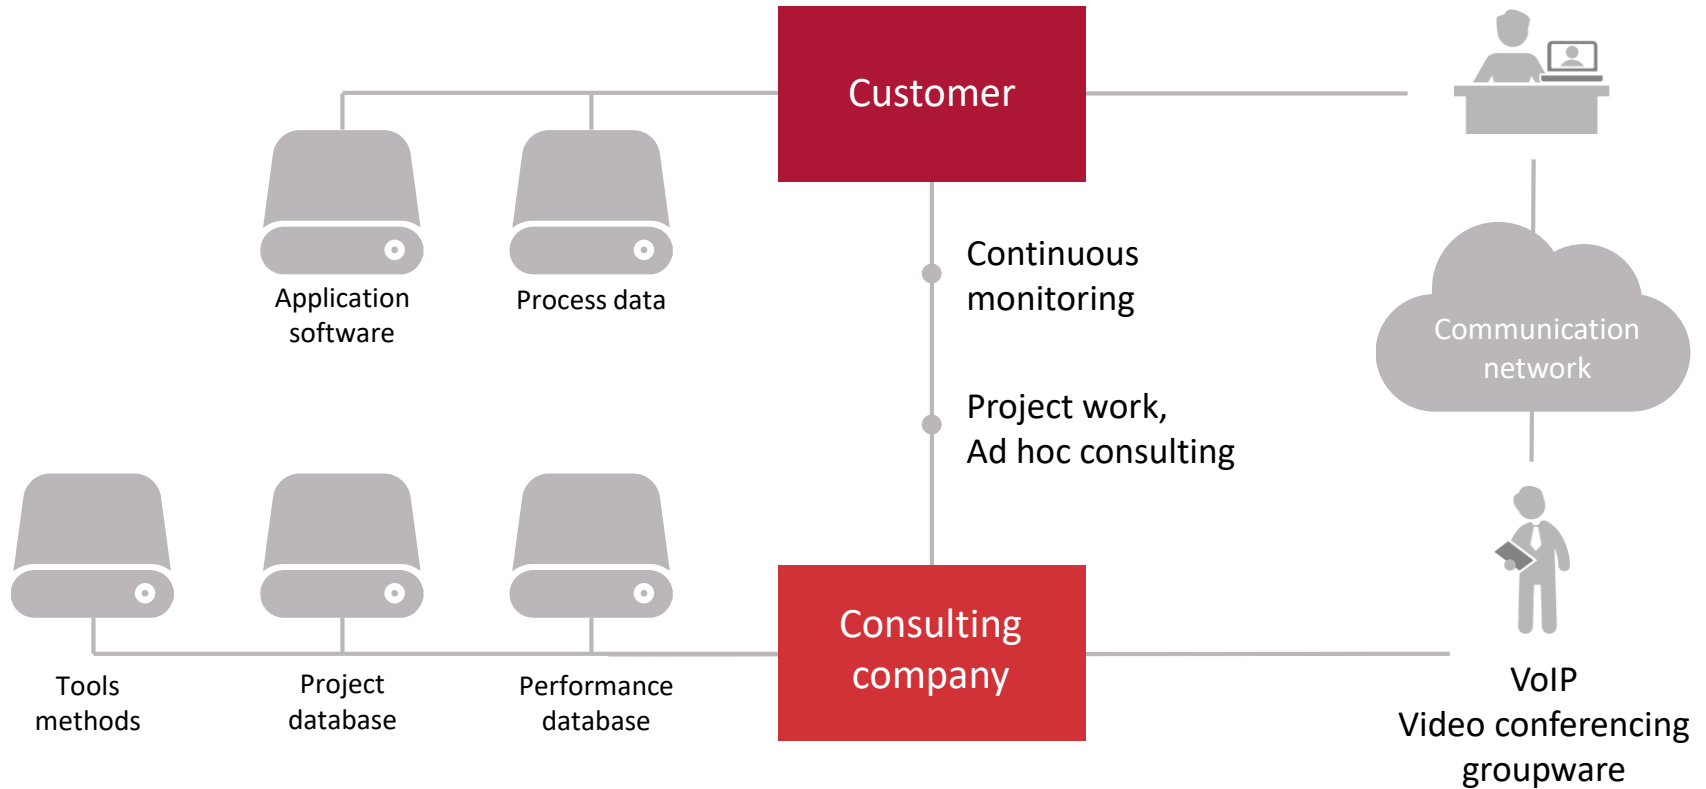 Customer
Application
software
Process data
Continuous
monitoring
Communication
network
Project work,
Ad hoc consulting
Tools
methods
Project
database
Performance
database
Consulting
company
VoIP
Video conferencing
groupware